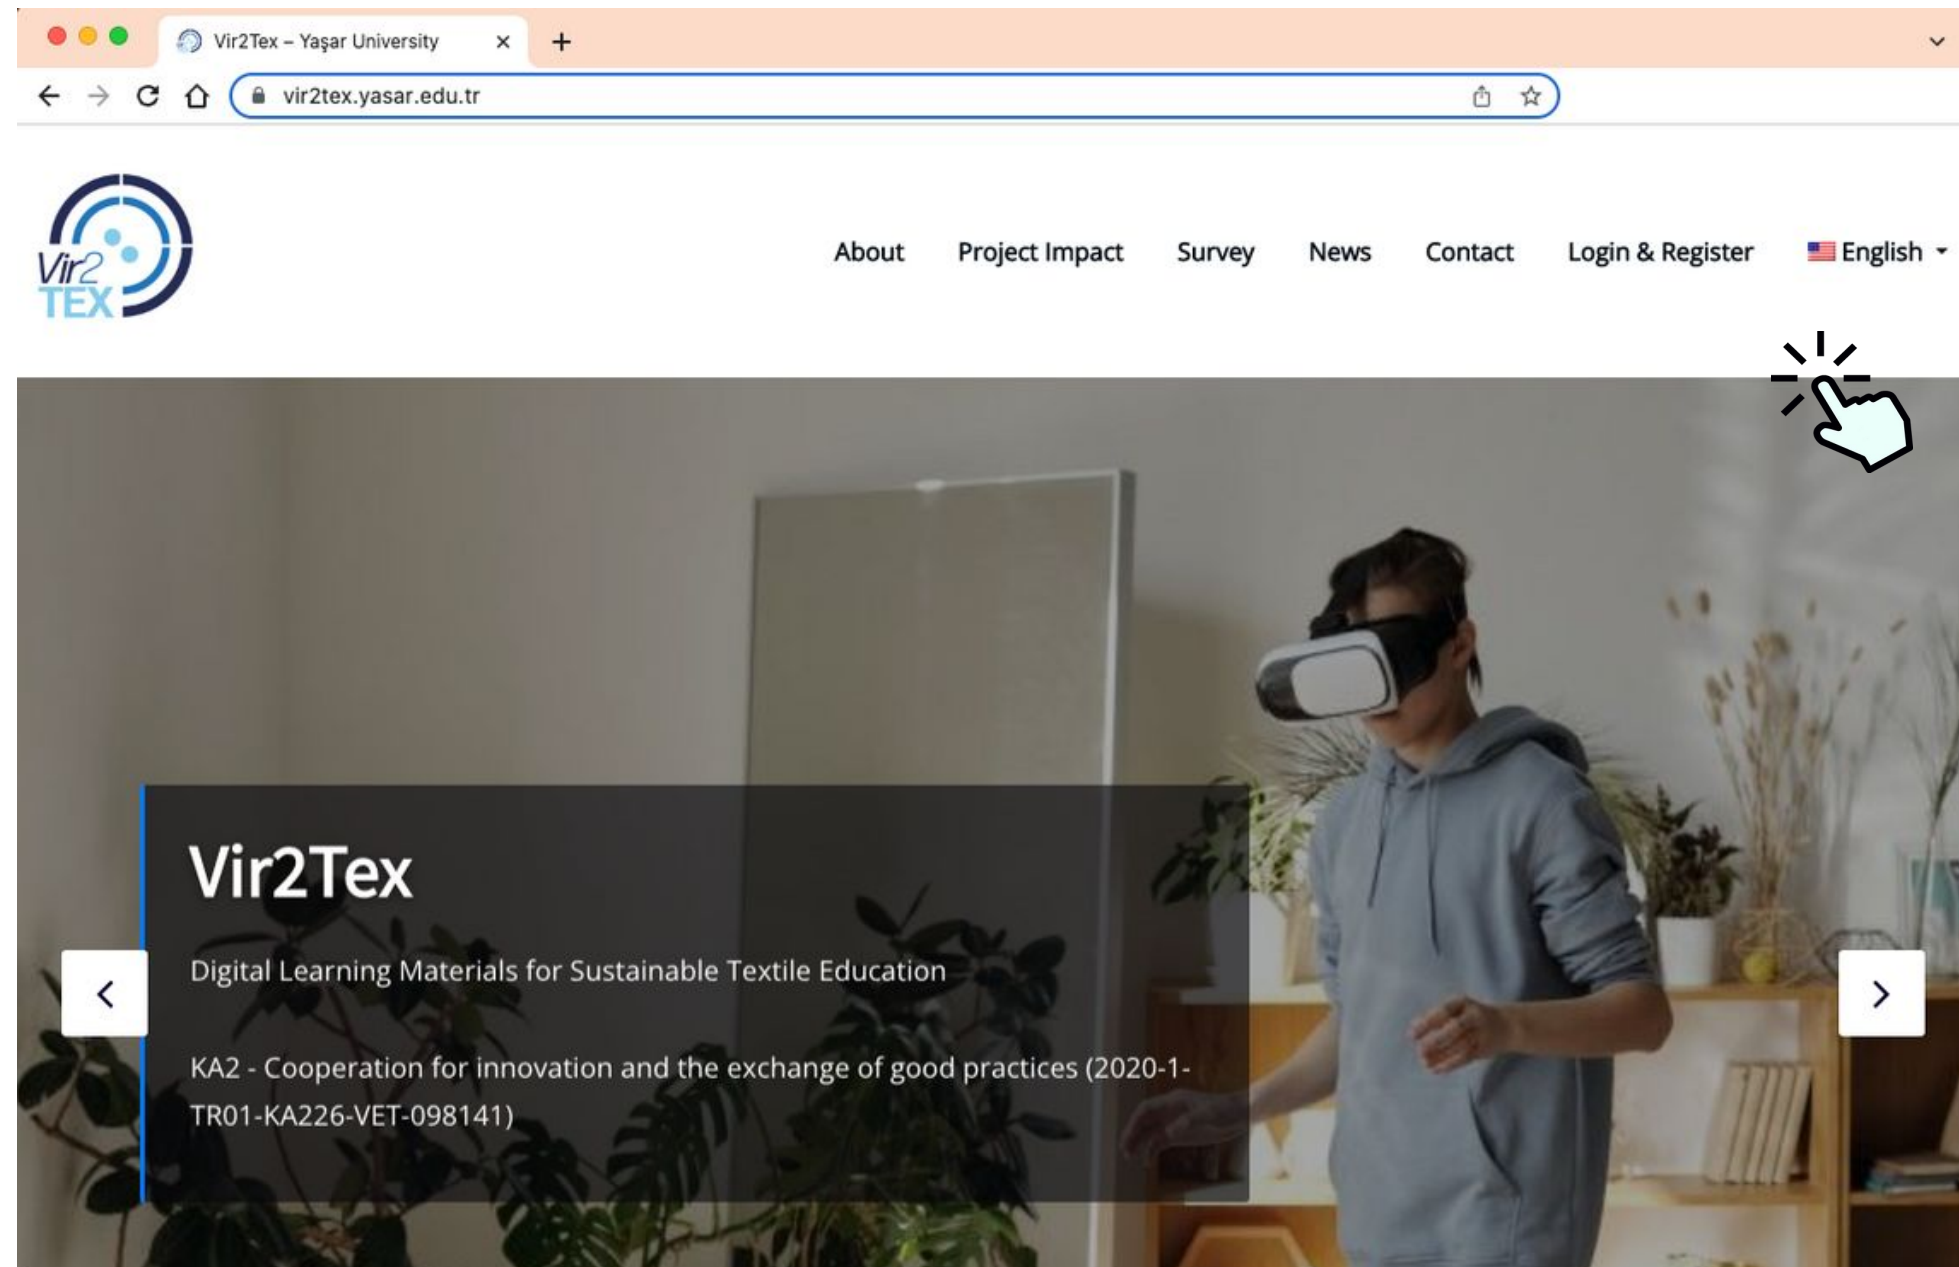 Vir2Tex – Yaşar University
vir2tex.yasar.edu.tr
Vir2
TEX
About Project Impact Survey News Contact Login & Register English
Vir2Tex
Digital Learning Materials for Sustainable Textile Education
KA2 - Cooperation for innovation and the exchange of good practices (2020-1-
TR01-KA226-VET-098141)